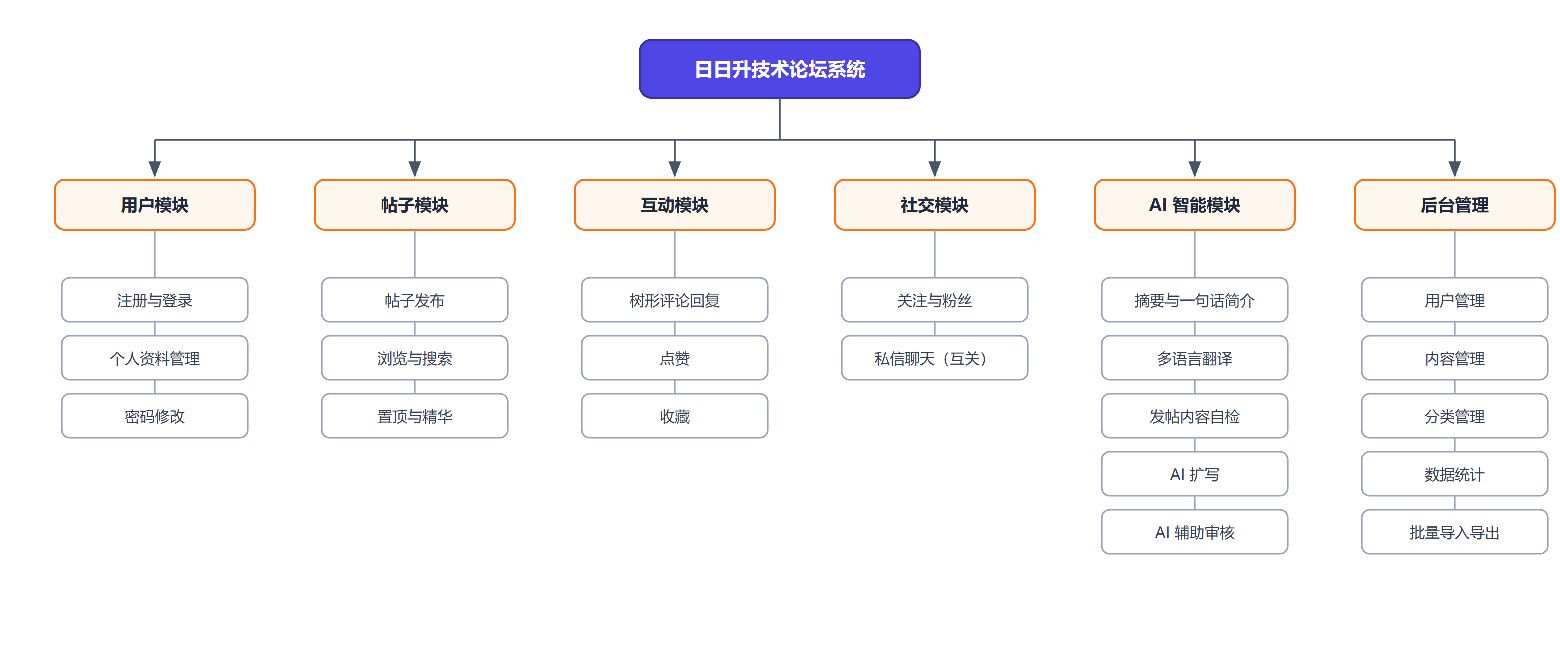 日日升技术论坛系统
用户模块
帖子模块
互动模块
社交模块
AI 智能模块
后台管理
注册与登录
个人资料管理
密码修改
帖子发布
浏览与搜索
置顶与精华
树形评论回复
点赞
收藏
关注与粉丝
私信聊天（互关）
摘要与一句话简介
多语言翻译
发帖内容自检
AI 扩写
AI 辅助审核
用户管理
内容管理
分类管理
数据统计
批量导入导出